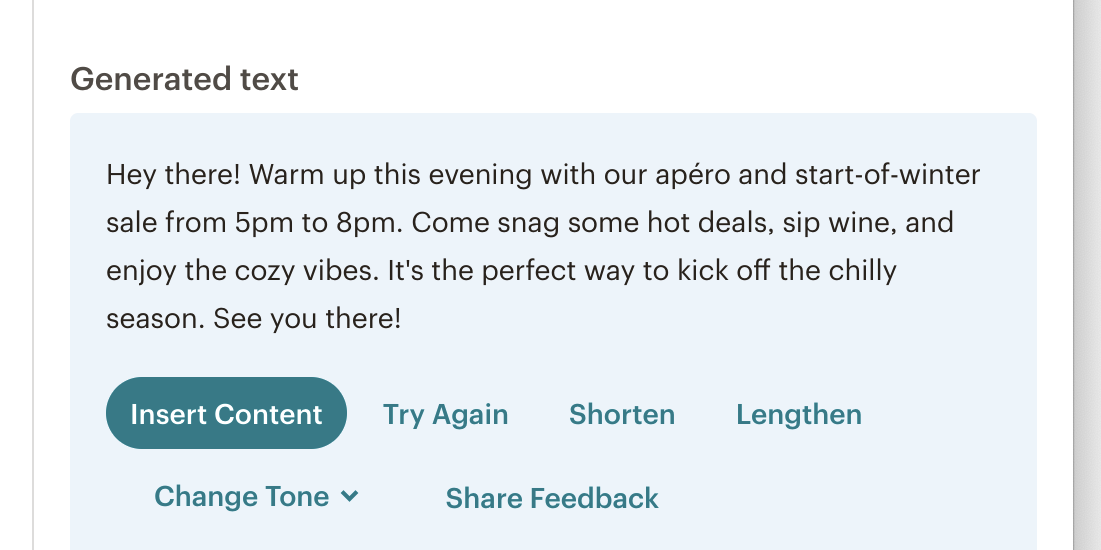 Generated text
Hey there! Warm up this evening with our apéro and start-of-winter
sale from 5pm to 8pm. Come snag some hot deals, sip wine, and
enjoy the cozy vibes. It's the perfect way to kick off the chilly
season. See you there!
Insert Content Try Again Shorten Lengthen
Change Tone Share Feedback